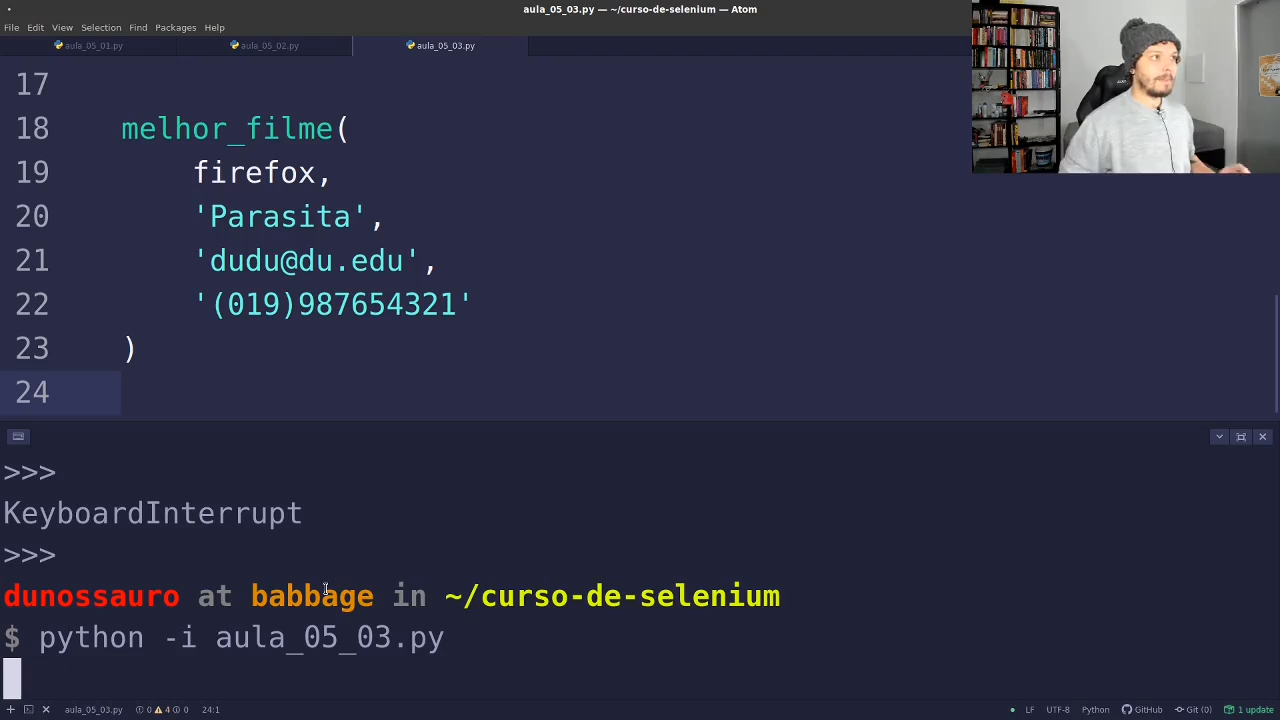 aula_05_03.py — ~/curso-de-selenium — Atom
File Edit View Selection Find Packages Help
aula_05_01.py aula_05_02.py aula_05_03.py
17
18 melhor_filme(
19 firefox,
20 'Parasita',
21 'dudu@du.edu',
22 '(019)987654321'
23 )
24
>>>
KeyboardInterrupt
>>>
dunossauro at babbage in ~/curso-de-selenium
$ python -i aula_05_03.py
aula_05_03.py 0 4 0 24:1 LF UTF-8 Python GitHub Git (0) 1 update